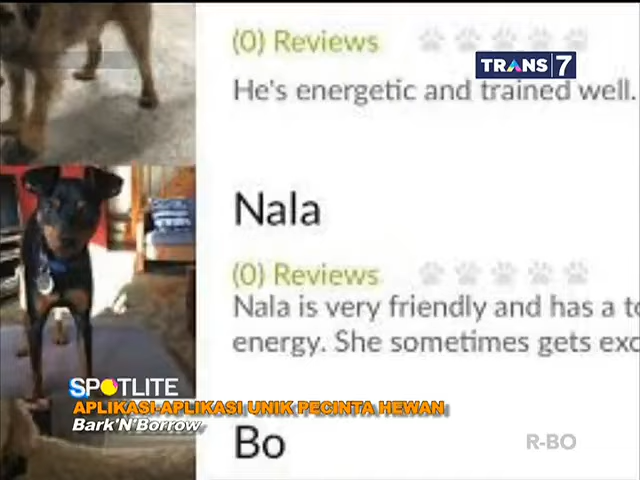 (0) Reviews
TRANS 7
He's energetic and trained well.
Nala
(0) Reviews
Nala is very friendly and has a to
energy. She sometimes gets exc
SPOTLITE
APLIKASI-APLIKASI UNIK PECINTA HEWAN
Bark'N'Borrow
Bo
R-BO